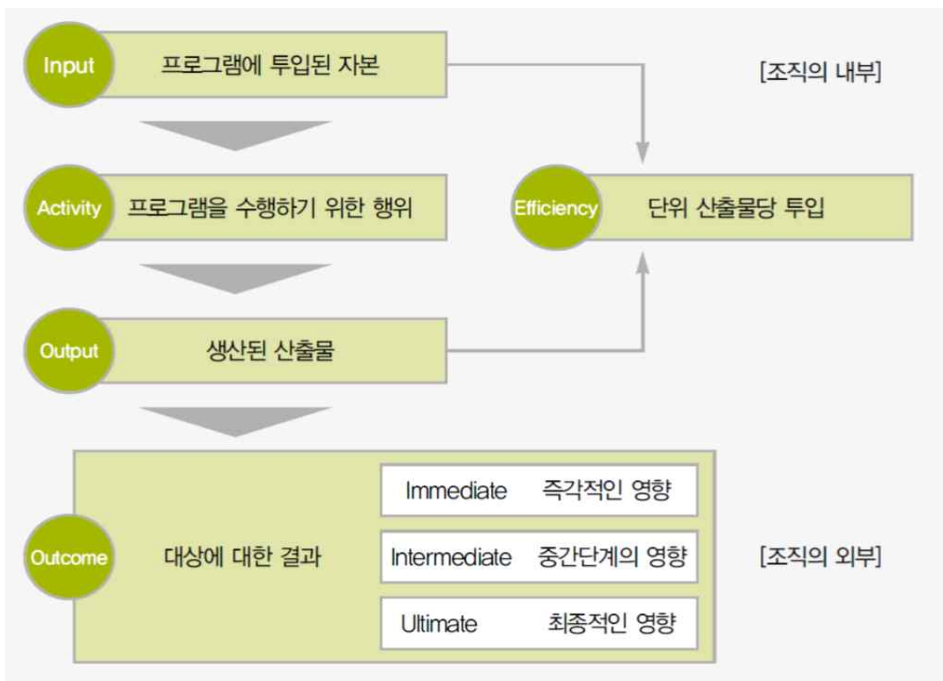 Input 프로그램에 투입된 자본
[조직의 내부]
Activity 프로그램을 수행하기 위한 행위
Efficiency 단위 산출물당 투입
Output 생산된 산출물
Outcome 대상에 대한 결과
Immediate 즉각적인 영향
Intermediate 중간단계의 영향
Ultimate 최종적인 영향
[조직의 외부]